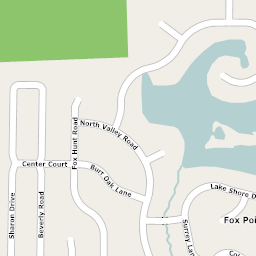 North Valley Road
Fox Hunt Road
Center Court
Burr Oak Lane
Lake Shore D
Sharon Drive
Beverly Road
Fox Poi
Surrey Lane